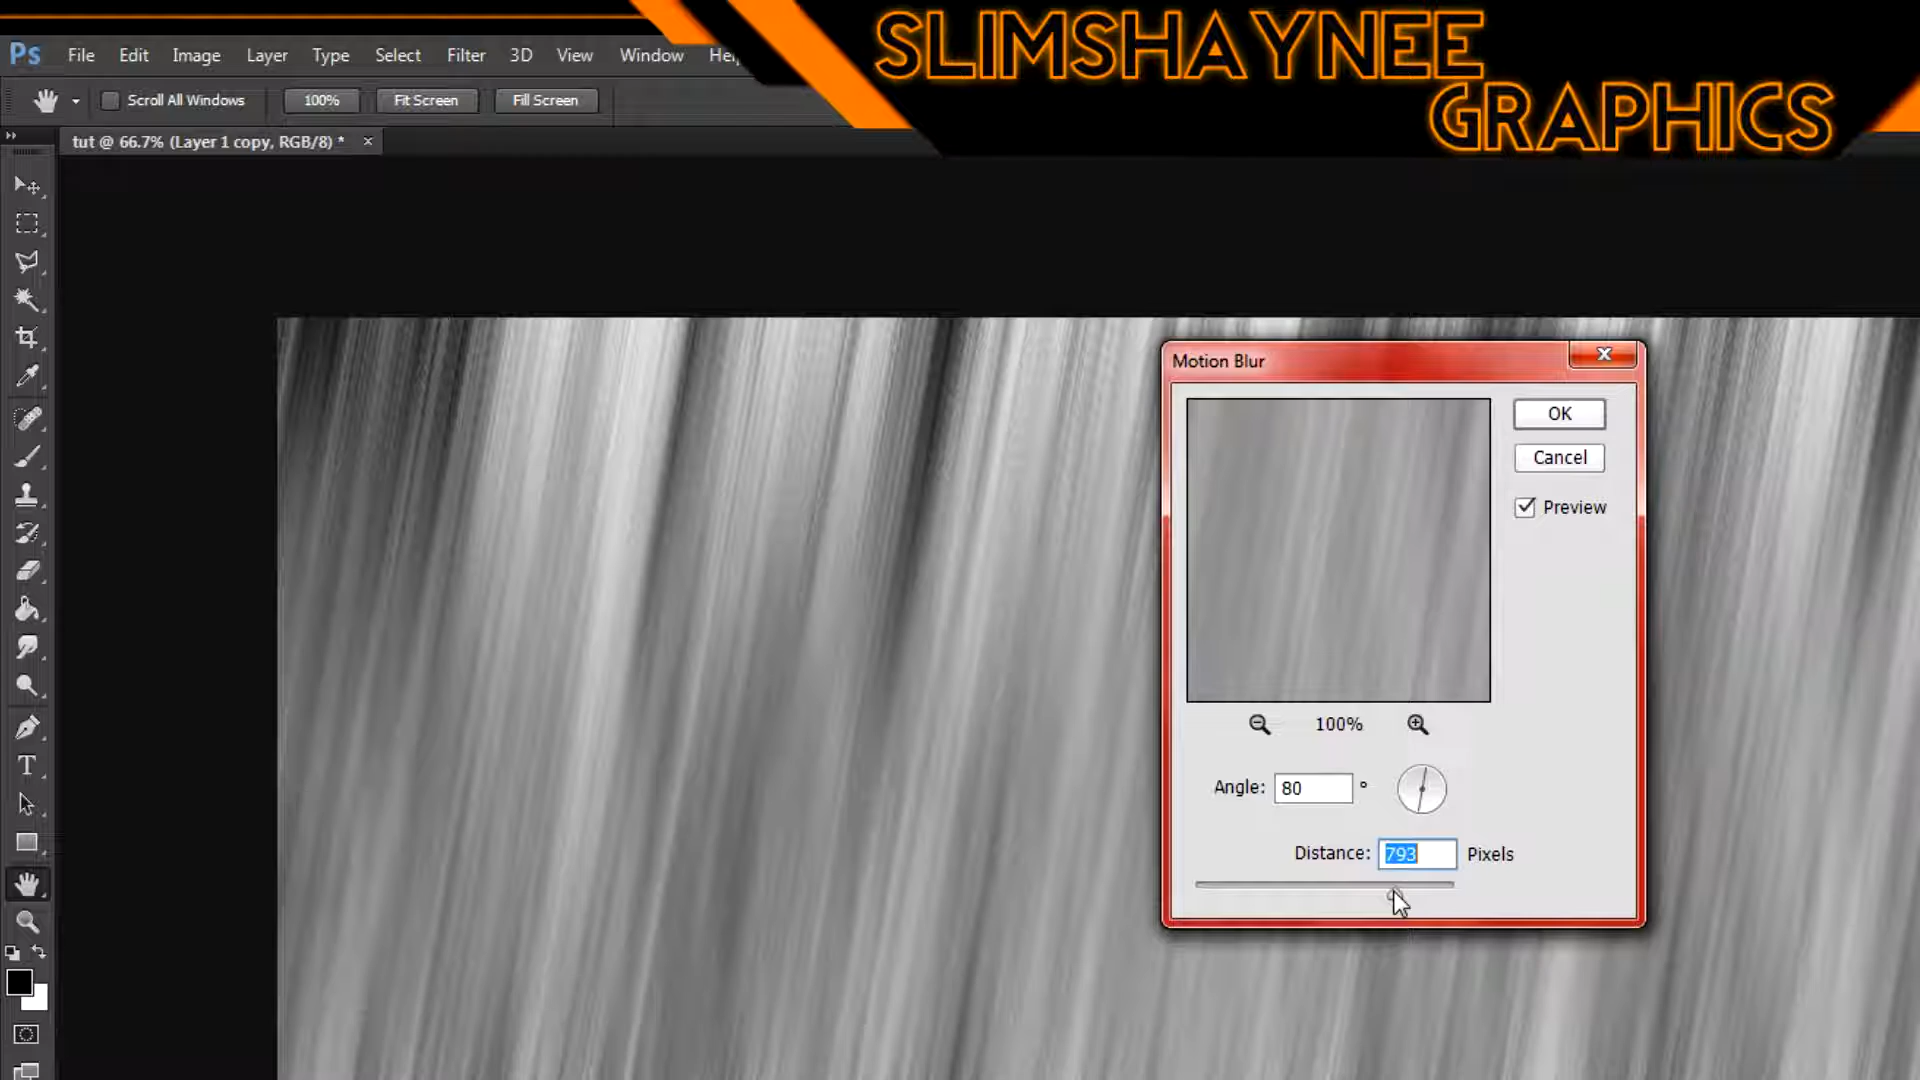 SLIMSHAYNEE
GRAPHICS
Ps File Edit Image Layer Type Select Filter 3D View Window
Scroll All Windows 100% Fit Screen Fill Screen
tut @ 66.7% (Layer 1 copy, RGB/8) * ×
Motion Blur
OK
Cancel
Preview
100%
Angle: 80 °
Distance: 793 Pixels
T